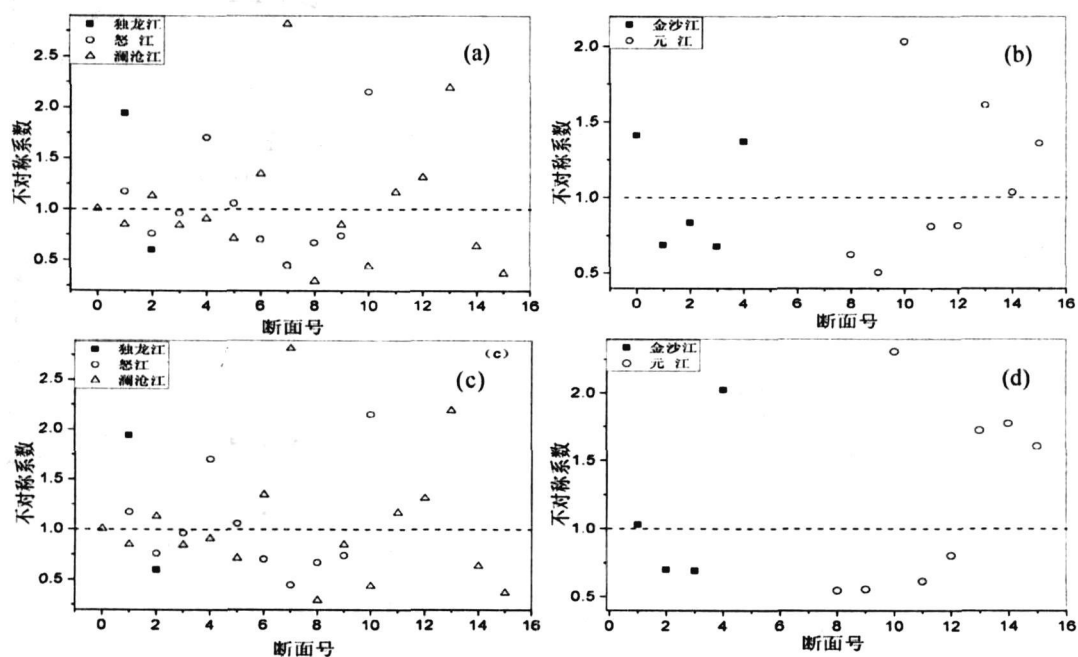 ■ 独龙江
○ 怒 江
△ 澜沧江
(a)
不对称系数
2.5
2.0
1.5
1.0
0.5
0 2 4 6 8 10 12 14 16
断面号
■ 金沙江
○ 元 江
(b)
不对称系数
2.0
1.5
1.0
0.5
0 2 4 6 8 10 12 14 16
断面号
■ 独龙江
○ 怒江
△ 澜沧江
(c)
(c)
不对称系数
2.5
2.0
1.5
1.0
0.5
0 2 4 6 8 10 12 14 16
断面号
■ 金沙江
○ 元 江
(d)
不对称系数
2.0
1.5
1.0
0.5
0 2 4 6 8 10 12 14 16
断面号